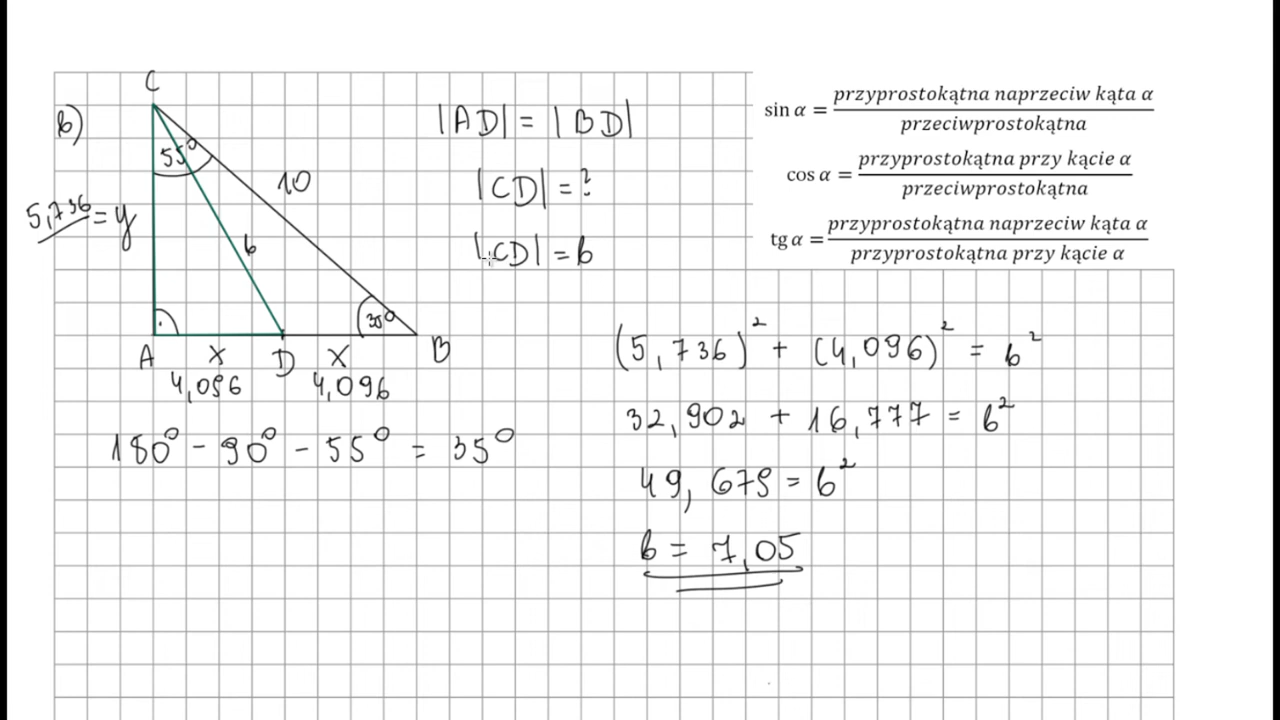 b)
C
55°
10
5,736 = y
b
35°
A
X
D
X
B
4,096
4,096
180° - 90° - 55° = 35°
|AD| = |BD|
|CD| = ?
|CD| = b
sin α = przyprostokątna naprzeciw kąta α / przeciwprostokątna
cos α = przyprostokątna przy kącie α / przeciwprostokątna
tg α = przyprostokątna naprzeciw kąta α / przyprostokątna przy kącie α
(5,736)² + (4,096)² = b²
32,902 + 16,777 = b²
49,679 = b²
b = 7,05